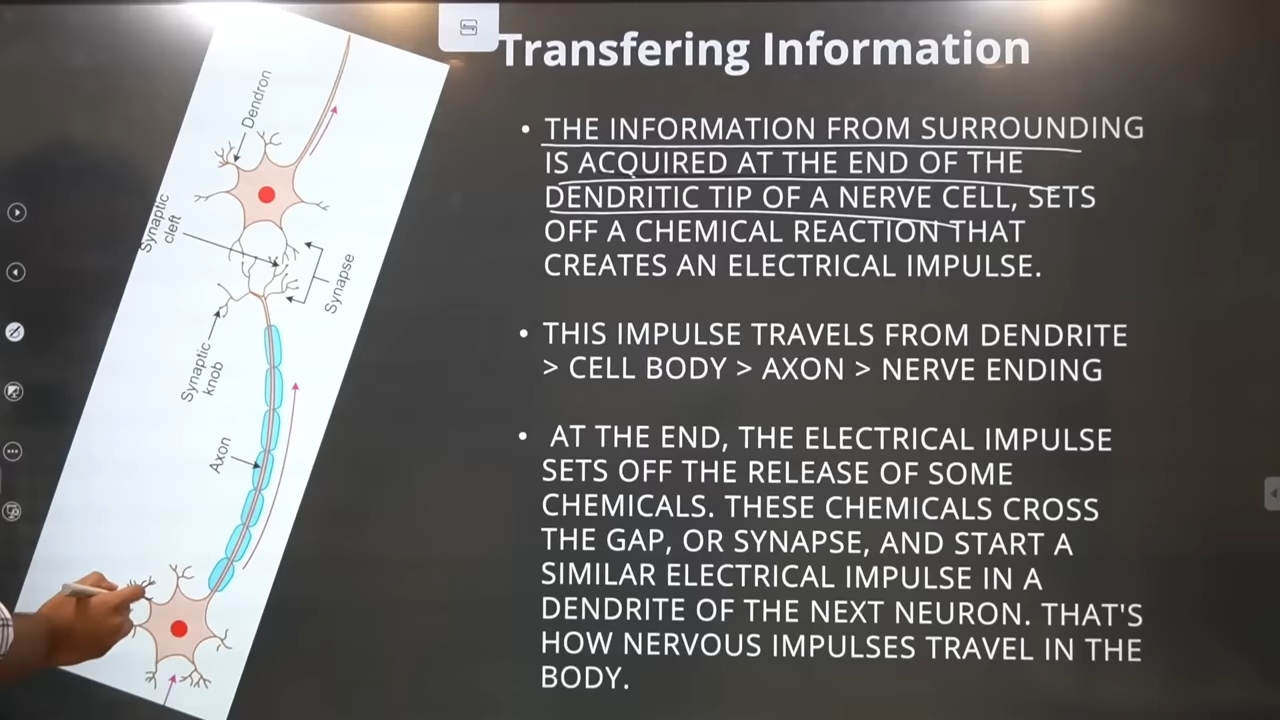 Transfering Information
• THE INFORMATION FROM SURROUNDING
IS ACQUIRED AT THE END OF THE
DENDRITIC TIP OF A NERVE CELL, SETS
OFF A CHEMICAL REACTION THAT
CREATES AN ELECTRICAL IMPULSE.
• THIS IMPULSE TRAVELS FROM DENDRITE
> CELL BODY > AXON > NERVE ENDING
• AT THE END, THE ELECTRICAL IMPULSE
SETS OFF THE RELEASE OF SOME
CHEMICALS. THESE CHEMICALS CROSS
THE GAP, OR SYNAPSE, AND START A
SIMILAR ELECTRICAL IMPULSE IN A
DENDRITE OF THE NEXT NEURON. THAT'S
HOW NERVOUS IMPULSES TRAVEL IN THE
BODY.
Dendron
Synaptic
cleft
Synapse
Synaptic
knob
Axon